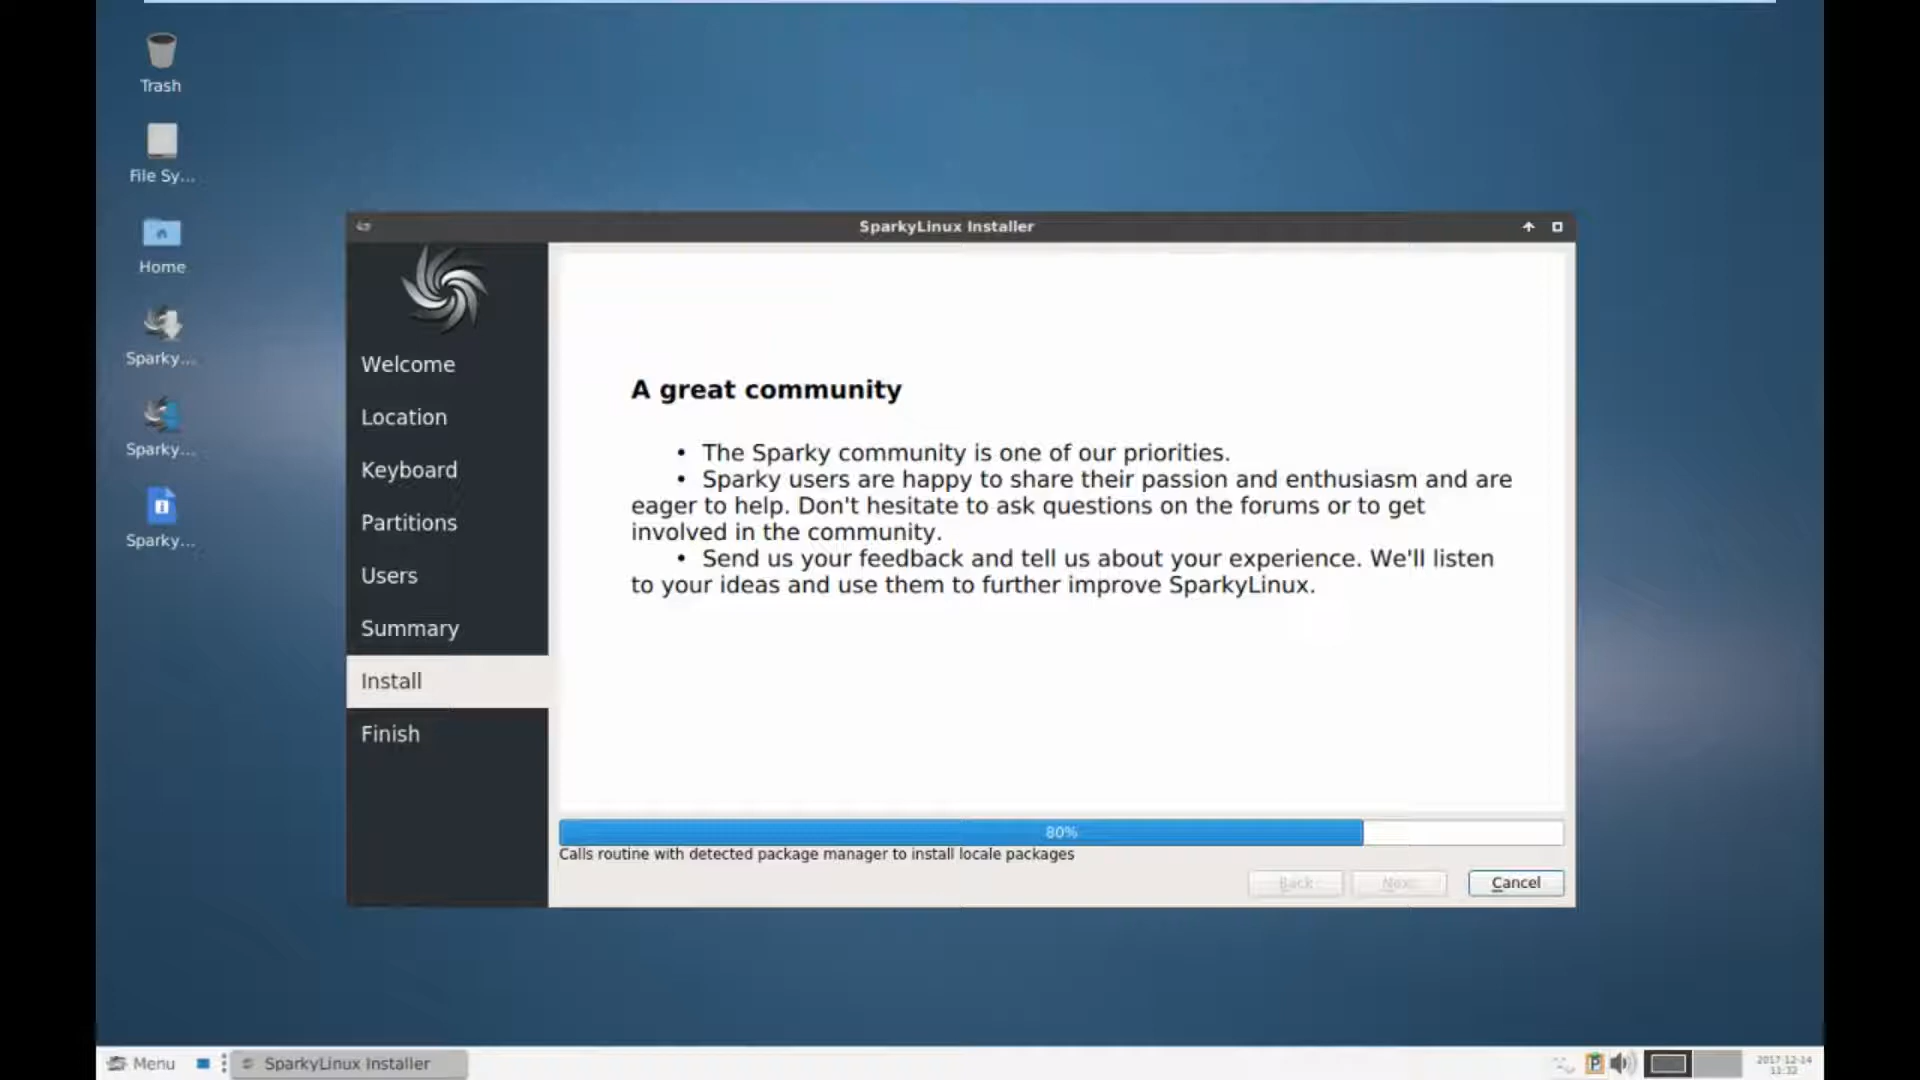 Trash
File Sy...
Home
Sparky...
Sparky...
Sparky...
SparkyLinux Installer
Welcome
Location
Keyboard
Partitions
Users
Summary
Install
Finish
A great community
• The Sparky community is one of our priorities.
• Sparky users are happy to share their passion and enthusiasm and are
eager to help. Don't hesitate to ask questions on the forums or to get
involved in the community.
• Send us your feedback and tell us about your experience. We'll listen
to your ideas and use them to further improve SparkyLinux.
80%
Calls routine with detected package manager to install locale packages
Back
Next
Cancel
Menu
SparkyLinux Installer
P
2017-12-14
11:32